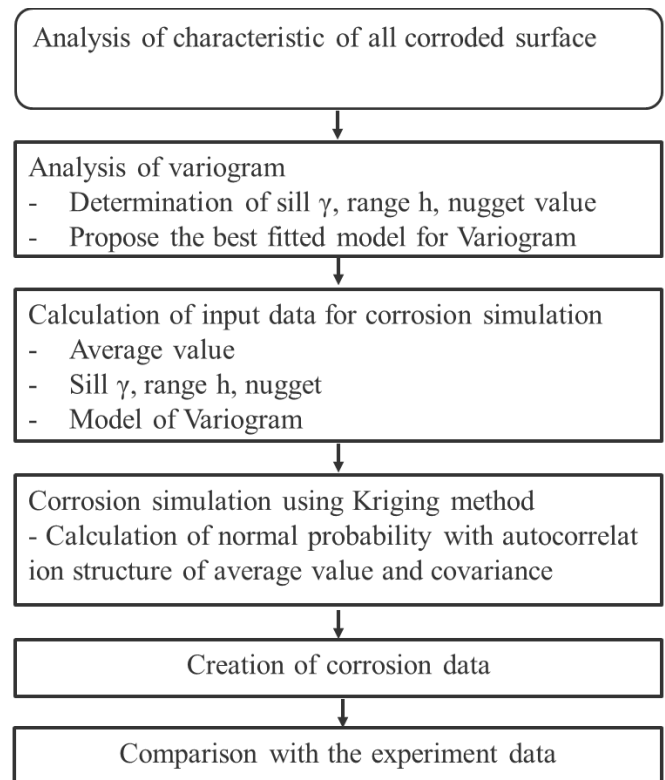 Analysis of characteristic of all corroded surface
Analysis of variogram
- Determination of sill γ, range h, nugget value
- Propose the best fitted model for Variogram
Calculation of input data for corrosion simulation
- Average value
- Sill γ, range h, nugget
- Model of Variogram
Corrosion simulation using Kriging method
- Calculation of normal probability with autocorrelat
ion structure of average value and covariance
Creation of corrosion data
Comparison with the experiment data